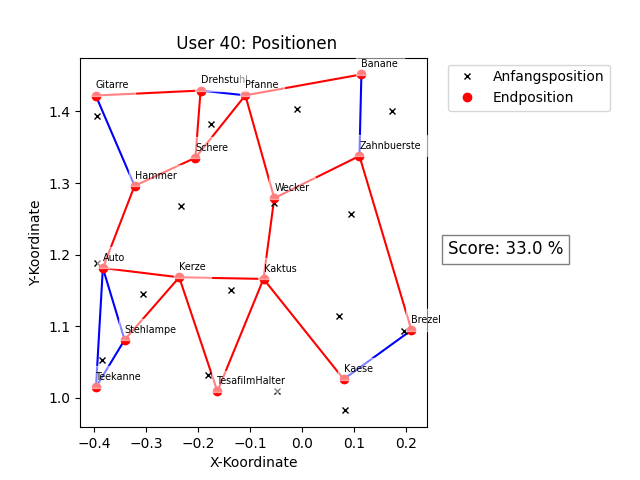 User 40: Positionen
Anfangsposition
Endposition
Score: 33.0 %
Y-Koordinate
1.4
1.3
1.2
1.1
1.0
Gitarre
Drehstuhl
Pfanne
Banane
Schere
Zahnbuerste
Hammer
Wecker
Auto
Kerze
Kaktus
Stehlampe
Brezel
Teekanne
TesafilmHalter
Kaese
−0.4
−0.3
−0.2
−0.1
0.0
0.1
0.2
X-Koordinate